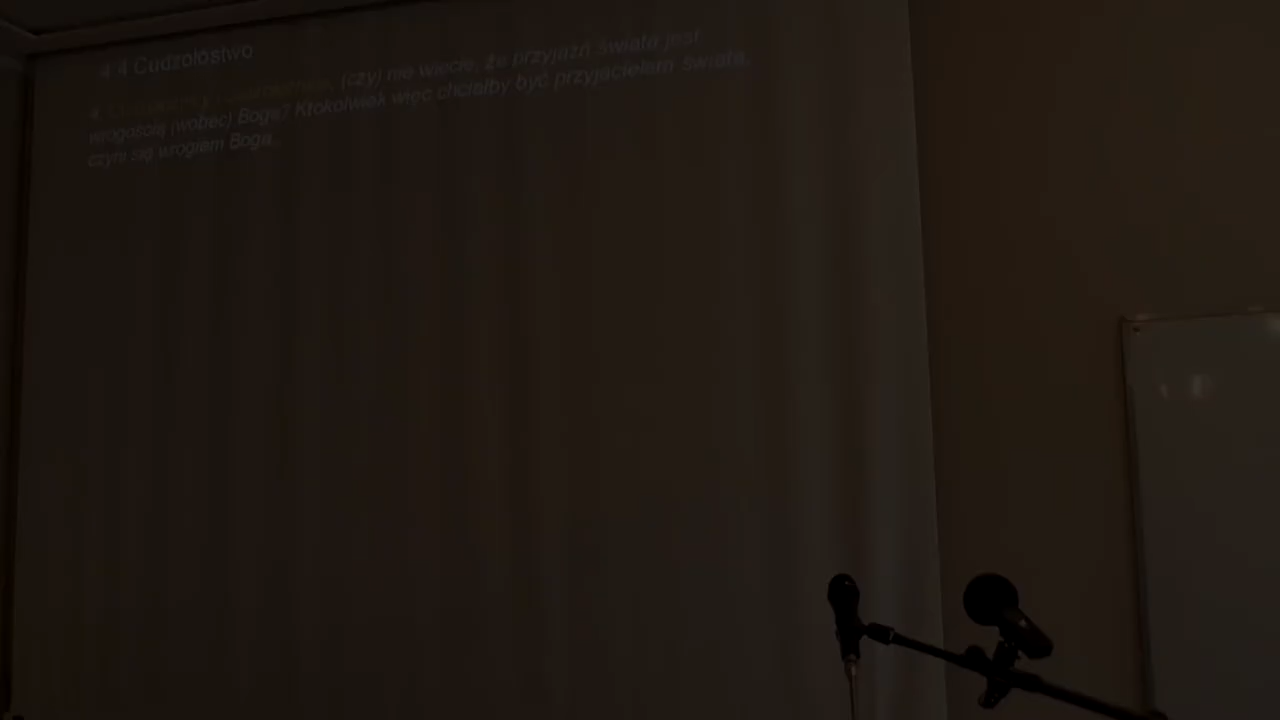 4.4 Cudzołóstwo
4 (czy) nie wiecie, że przyjaźń świata jest
wrogością (wobec) Boga? Ktokolwiek więc chciałby być przyjacielem świata,
czyni się wrogiem Boga.